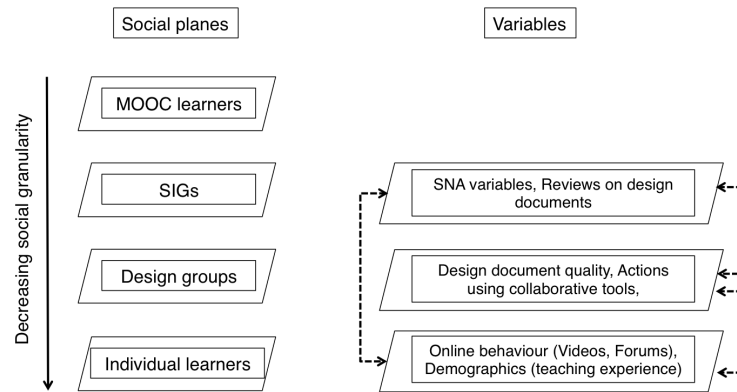 Social planes
Variables
Decreasing social granularity
MOOC learners
SIGs
Design groups
Individual learners
SNA variables, Reviews on design
documents
Design document quality, Actions
using collaborative tools,
Online behaviour (Videos, Forums),
Demographics (teaching experience)